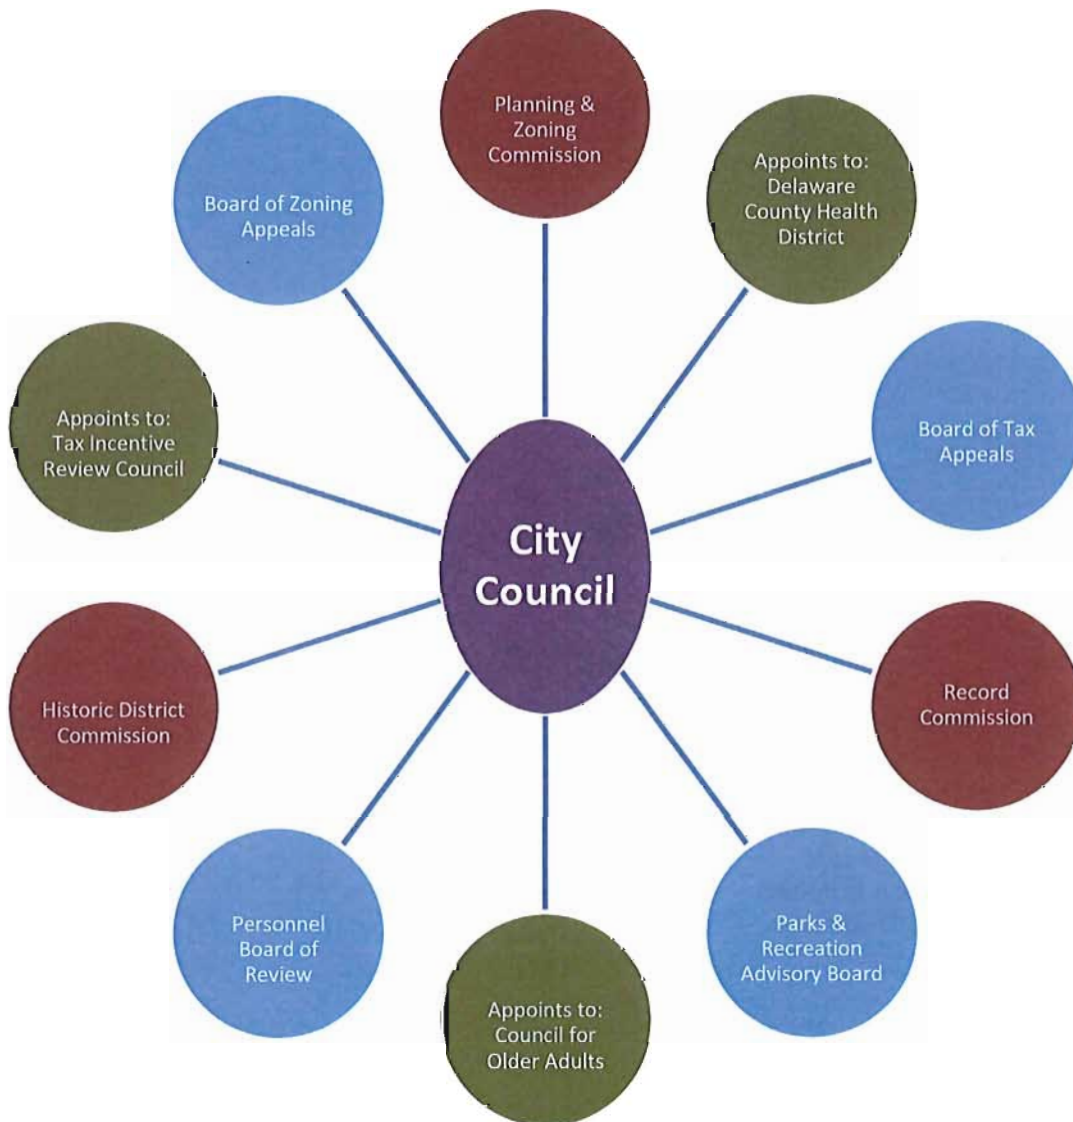 Planning &
Zoning
Commission
Appoints to:
Delaware
County Health
District
Board of Zoning
Appeals
Board of Tax
Appeals
Appoints to:
Tax Incentive
Review Council
City
Council
Historic District
Commission
Record
Commission
Personnel
Board of
Review
Parks &
Recreation
Advisory Board
Appoints to:
Council for
Older Adults